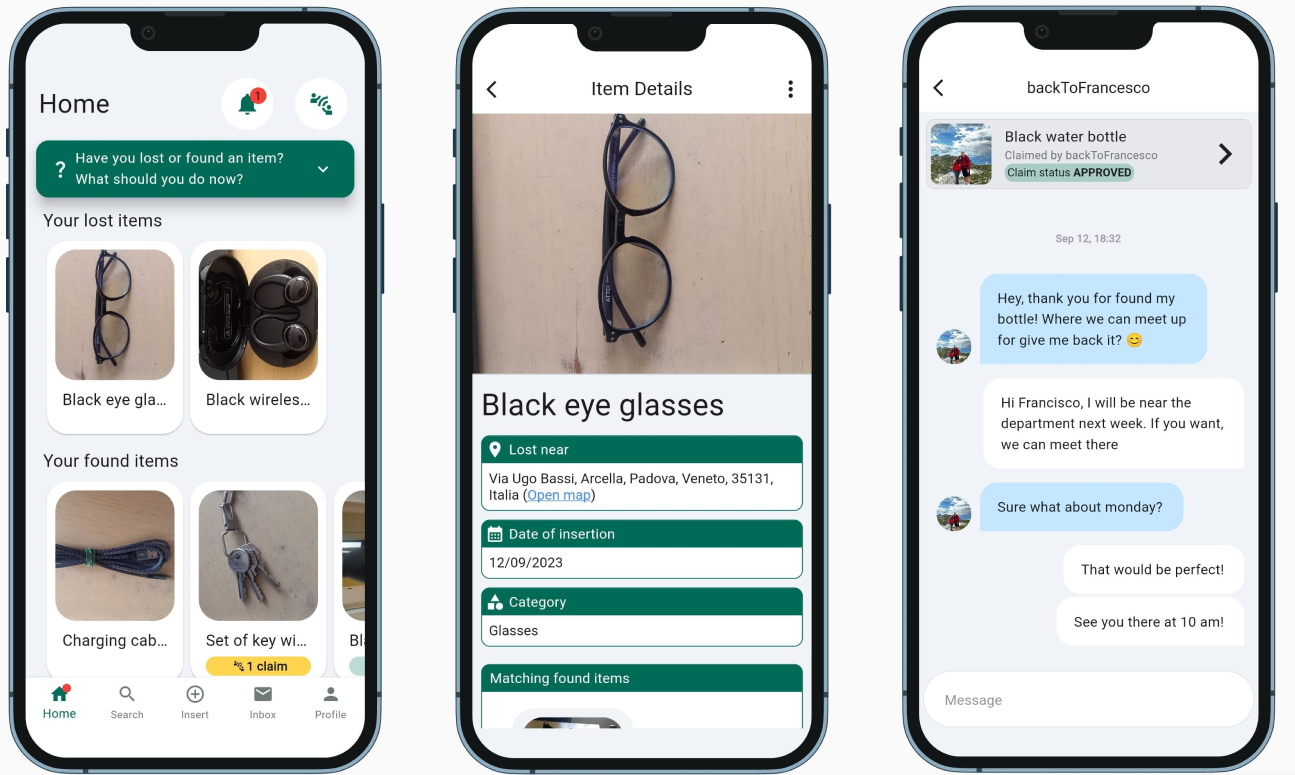 Home
1
?
Have you lost or found an item?
What should you do now?
Your lost items
Black eye gla...
Black wireles...
Your found items
Charging cab...
Set of key wi...
Bl
1 claim
Home
Search
Insert
Inbox
Profile
Item Details
Black eye glasses
Lost near
Via Ugo Bassi, Arcella, Padova, Veneto, 35131,
Italia (Open map)
Date of insertion
12/09/2023
Category
Glasses
Matching found items
backToFrancesco
Black water bottle
Claimed by backToFrancesco
Claim status APPROVED
Sep 12, 18:32
Hey, thank you for found my
bottle! Where we can meet up
for give me back it? 😊
Hi Francisco, I will be near the
department next week. If you want,
we can meet there
Sure what about monday?
That would be perfect!
See you there at 10 am!
Message